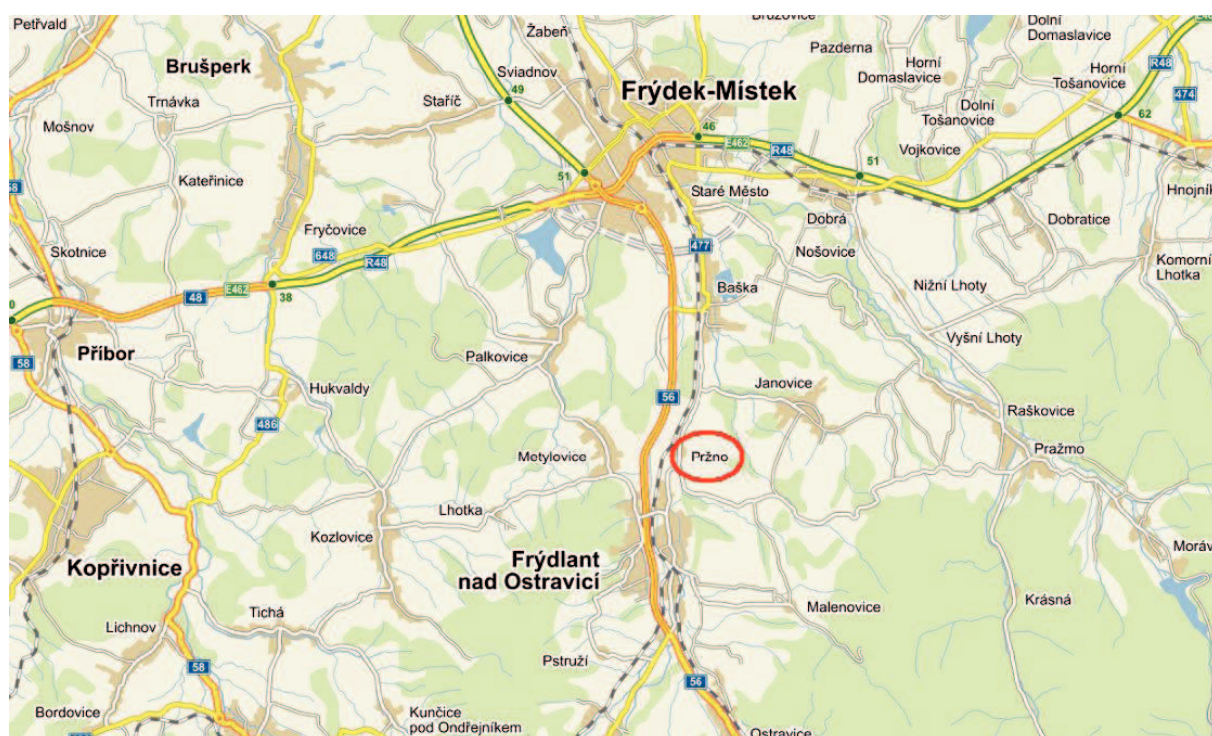 Petřvald
Žabeň
Dolní
Domaslavice
Pazderna
Brušperk
Sviadnov
Horní
Domaslavice
R48
Horní
Tošanovice
Trnávka
Staříč
49
Frýdek-Místek
474
Dolní
Tošanovice
62
Mošnov
46
E462
R48
Vojkovice
51
51
Kateřinice
Staré Město
Hnojník
Dobrá
Dobratice
Fryčovice
Skotnice
648
R48
477
Nošovice
Komorní
Lhotka
E462
48
38
Baška
Nižní Lhoty
Příbor
58
Palkovice
Vyšní Lhoty
Hukvaldy
Janovice
56
Raškovice
486
Metylovice
Pržno
Pražmo
Lhotka
Kozlovice
Frýdlant
nad Ostravicí
Kopřivnice
Krásná
Malenovice
Tichá
Lichnov
Pstruží
58
56
Bordovice
Kunčice
pod Ondřejníkem
Ostravice